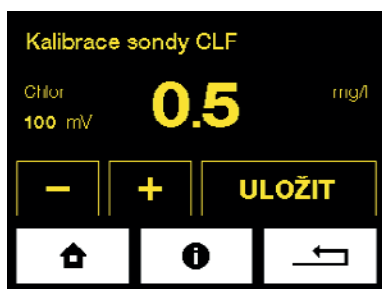 Kalibrace sondy CLF
Chlor 0.5 mg/l
100 mV
− + ULOŽIT